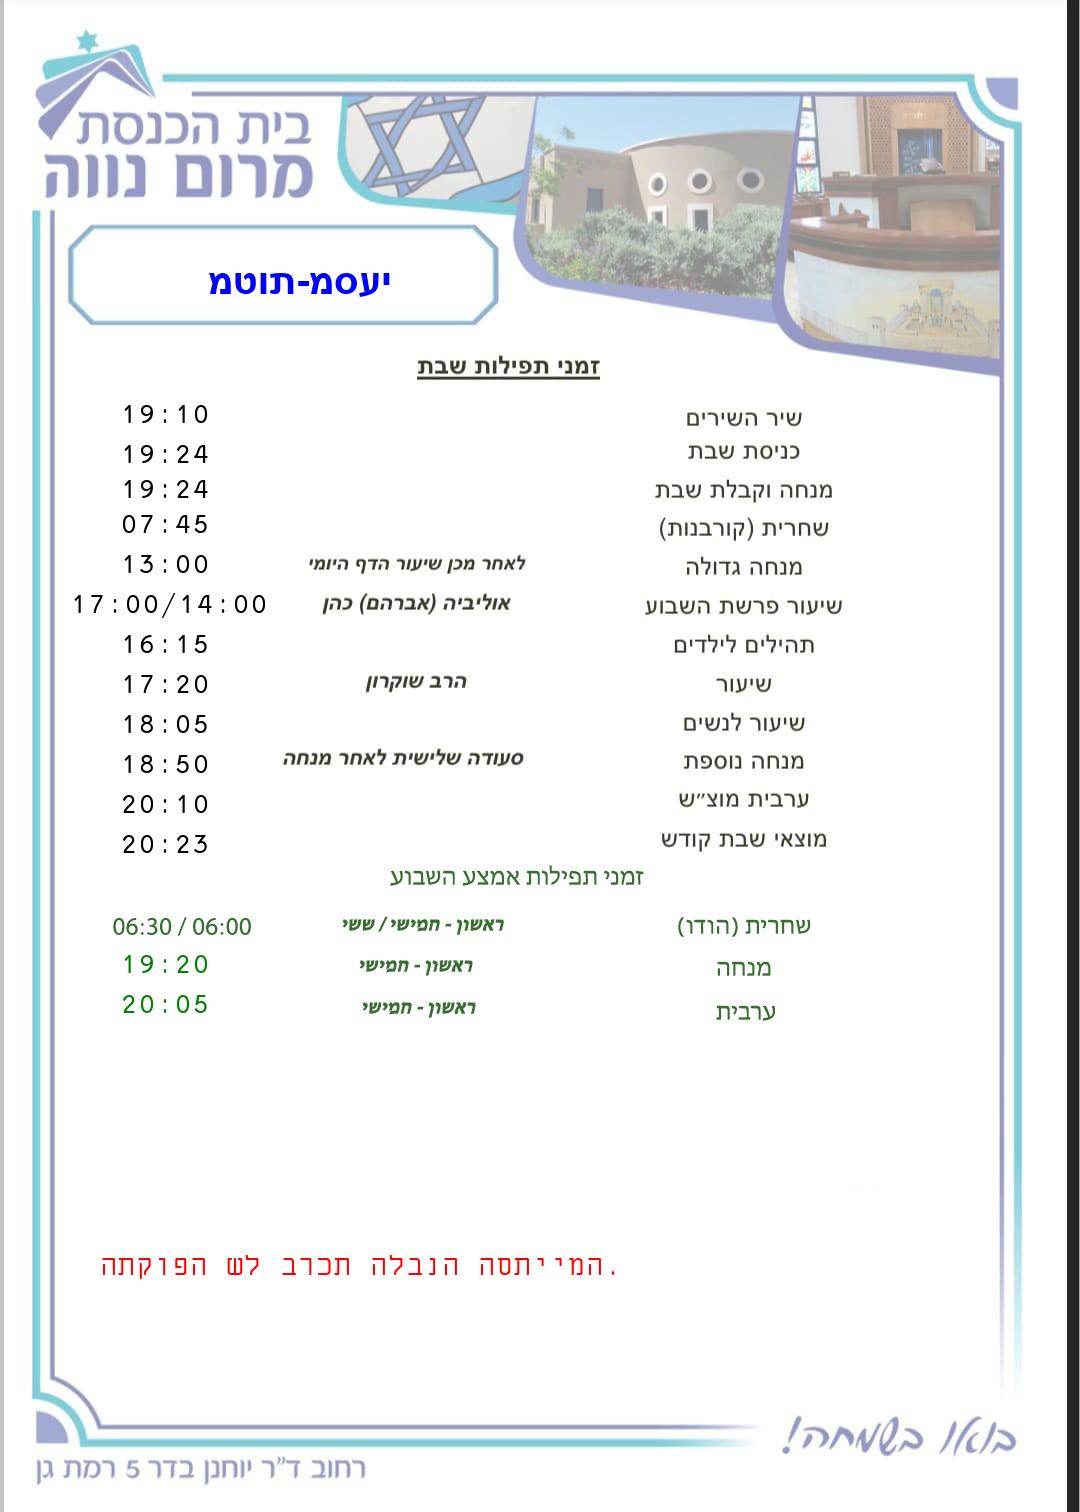 בית הכנסת
מרום נווה
יעסמ-תוטמ
זמני תפילות שבת
שיר השירים 19:10
כניסת שבת 19:24
מנחה וקבלת שבת 19:24
שחרית (קורבנות) 07:45
מנחה גדולה לאחר מכן שיעור הדף היומי 13:00
שיעור פרשת השבוע אוליביה (אברהם) כהן 17:00/14:00
תהילים לילדים 16:15
שיעור הרב שוקרון 17:20
שיעור לנשים 18:05
מנחה נוספת סעודה שלישית לאחר מנחה 18:50
ערבית מוצ״ש 20:10
מוצאי שבת קודש 20:23
זמני תפילות אמצע השבוע
שחרית (הודו) ראשון - חמישי / ששי 06:30 / 06:00
מנחה ראשון - חמישי 19:20
ערבית ראשון - חמישי 20:05
.המייתסה הנבלה תכרב לש הפוקתה
בואו בשמחה!
רחוב ד"ר יוחנן בדר 5 רמת גן